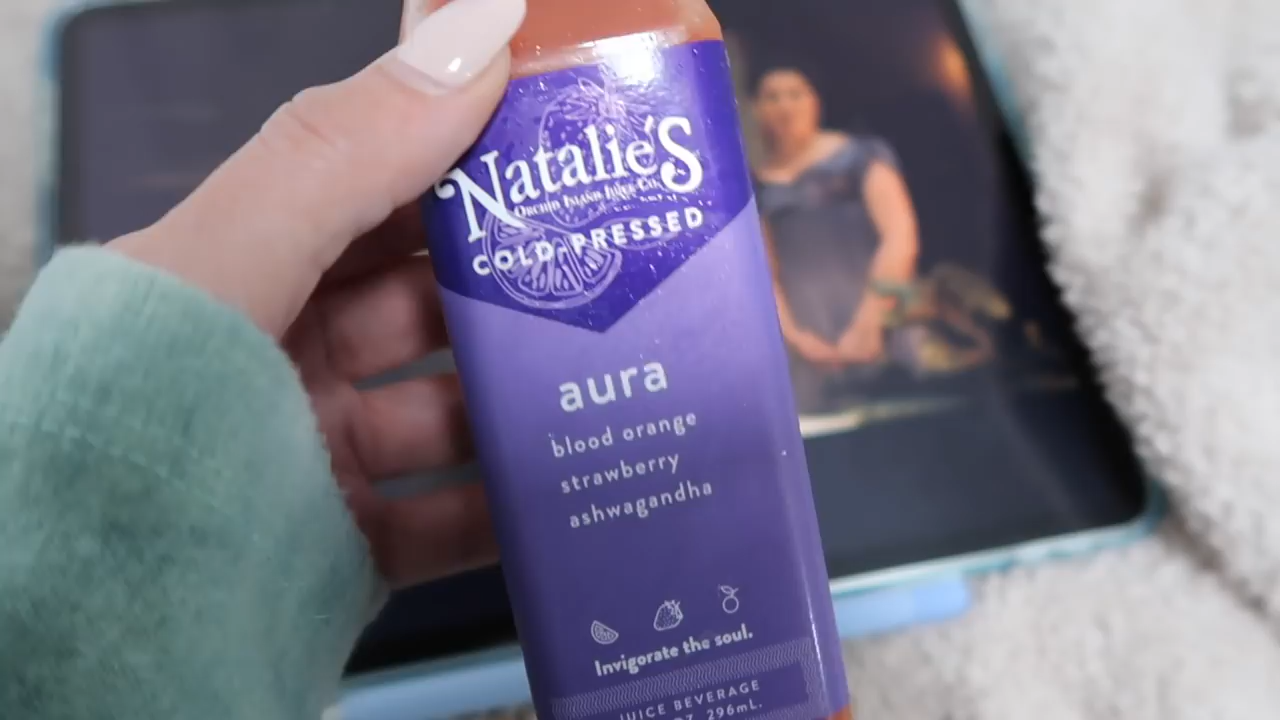 Natalie's
ORCHID ISLAND JUICE CO.
COLD-PRESSED
aura
blood orange
strawberry
ashwagandha
Invigorate the soul.
JUICE BEVERAGE
296mL.